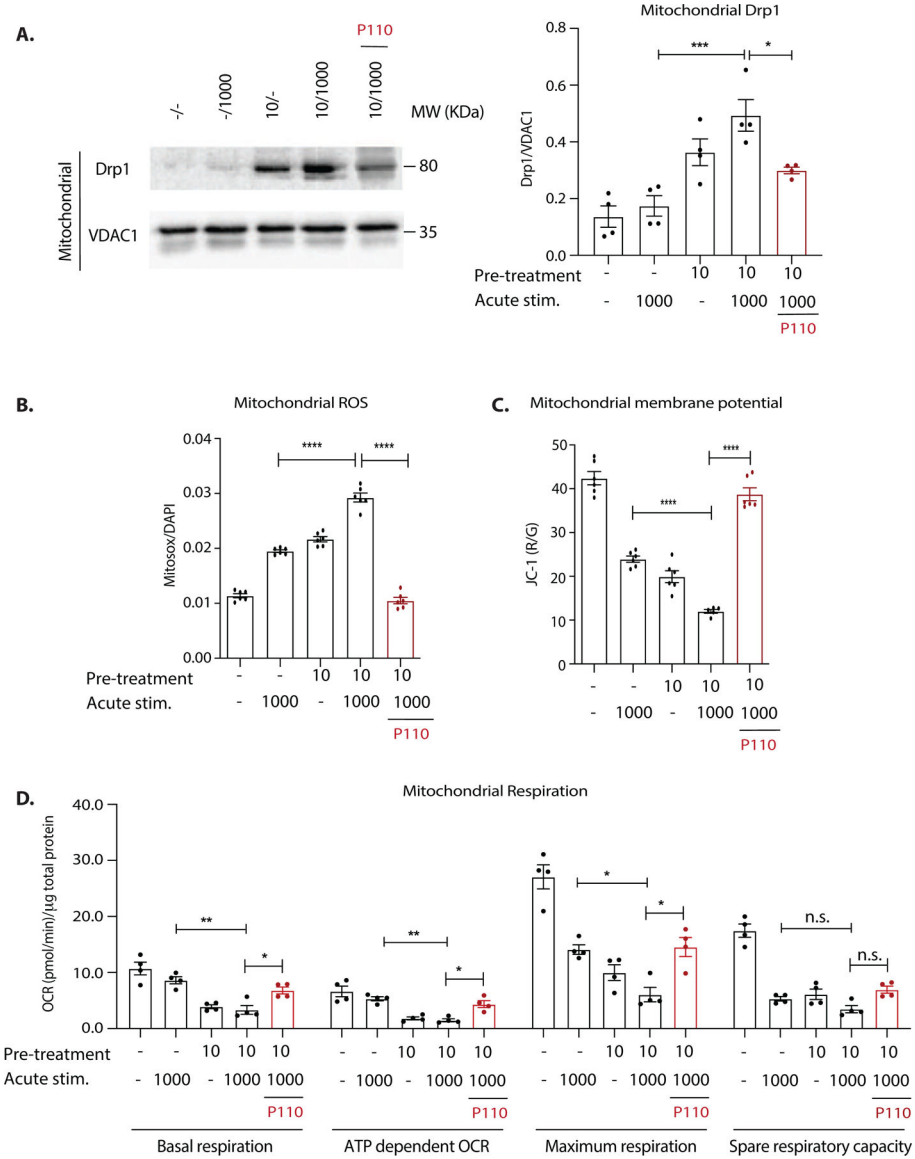 A.
P110
-/-
-/1000
10/-
10/1000
10/1000
MW (KDa)
Mitochondrial
Drp1
80
VDAC1
35
Mitochondrial Drp1
Drp1/VDAC1
0.8
0.6
0.4
0.2
0.0
*** *
Pre-treatment - - 10 10 10
Acute stim. - 1000 - 1000 1000
P110
B.
Mitochondrial ROS
Mitosox/DAPI
0.04
0.03
0.02
0.01
0.00
**** ****
Pre-treatment - - 10 10 10
Acute stim. - 1000 - 1000 1000
P110
C.
Mitochondrial membrane potential
JC-1 (R/G)
50
40
30
20
10
0
****
****
- - 10 10 10
- 1000 - 1000 1000
P110
D.
Mitochondrial Respiration
OCR (pmol/min)/µg total protein
40.0
30.0
20.0
10.0
0.0
** *
** *
* *
n.s. n.s.
Pre-treatment - - 10 10 10 - - 10 10 10 - - 10 10 10 - - 10 10 10
Acute stim. - 1000 - 1000 1000 - 1000 - 1000 1000 - 1000 - 1000 1000 - 1000 - 1000 1000
P110 P110 P110 P110
Basal respiration ATP dependent OCR Maximum respiration Spare respiratory capacity